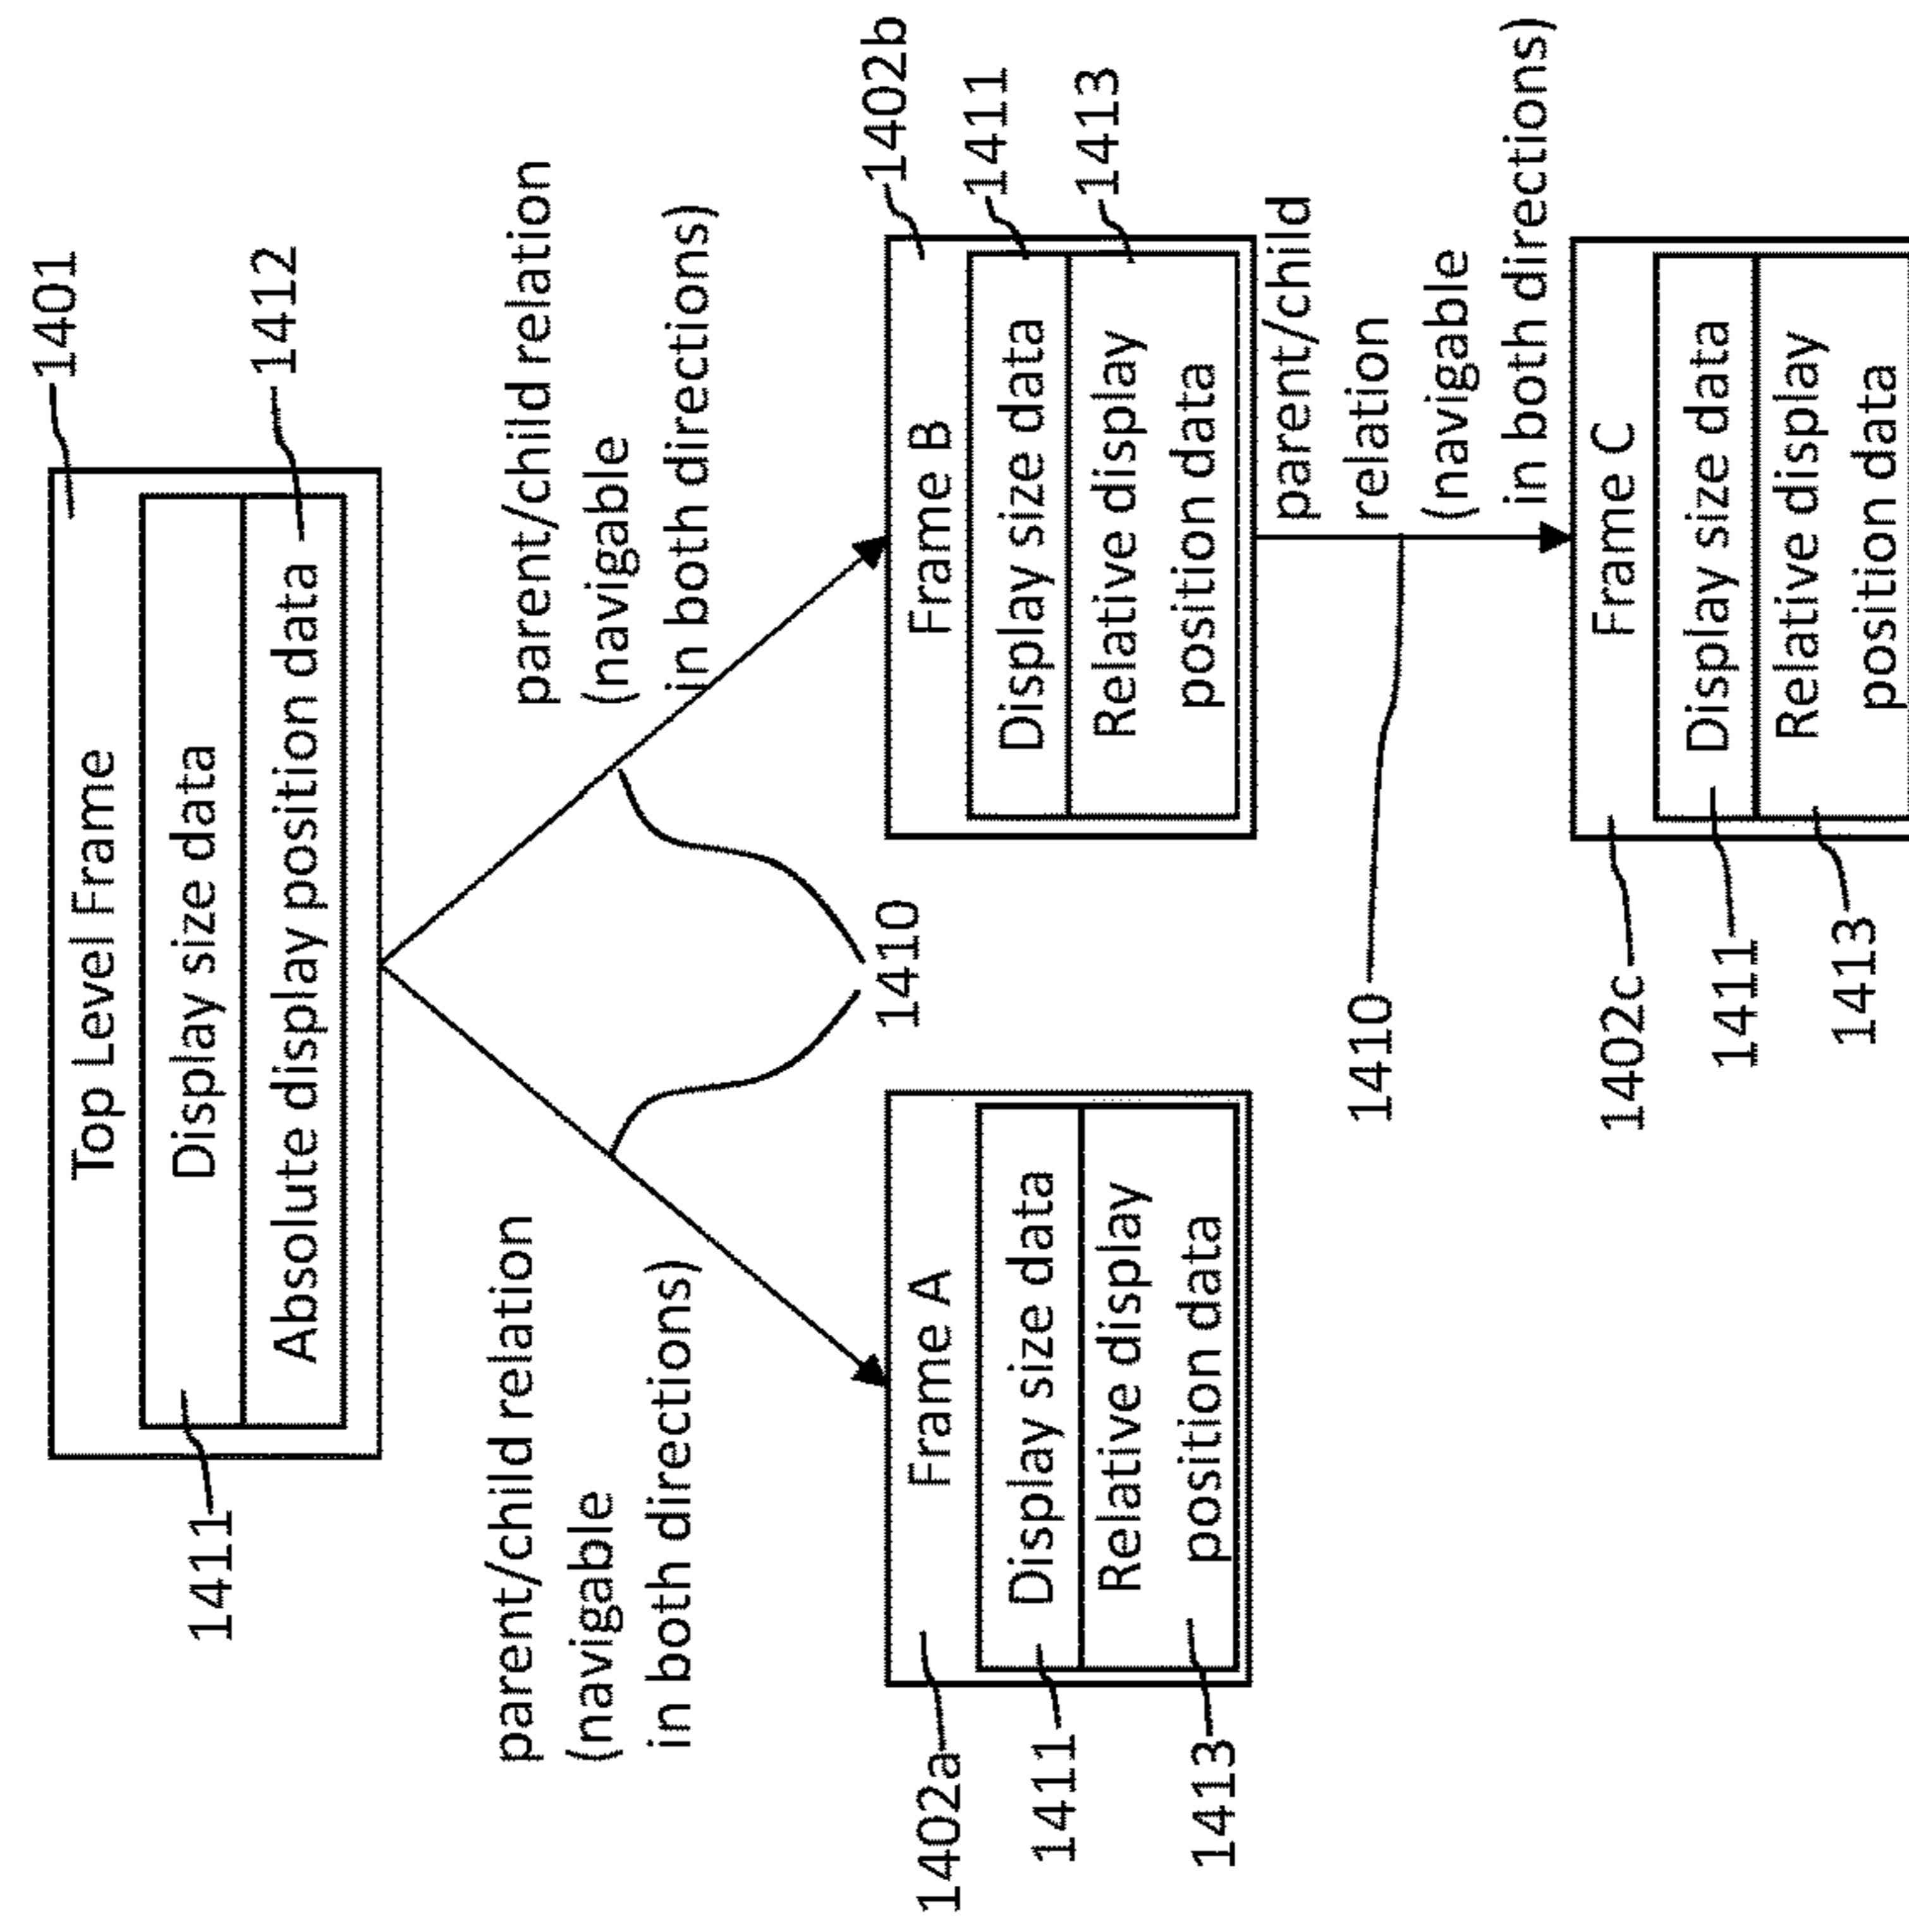 1401
Top Level Frame
1411
Display size data
Absolute display position data
1412
parent/child relation
(navigable
in both directions)
parent/child relation
(navigable
in both directions)
1410
1402a
Frame A
1411
Display size data
1413
Relative display
position data
1402b
Frame B
1411
Display size data
1413
Relative display
position data
1410
parent/child
relation
(navigable
in both directions)
1402c
Frame C
1411
Display size data
1413
Relative display
position data